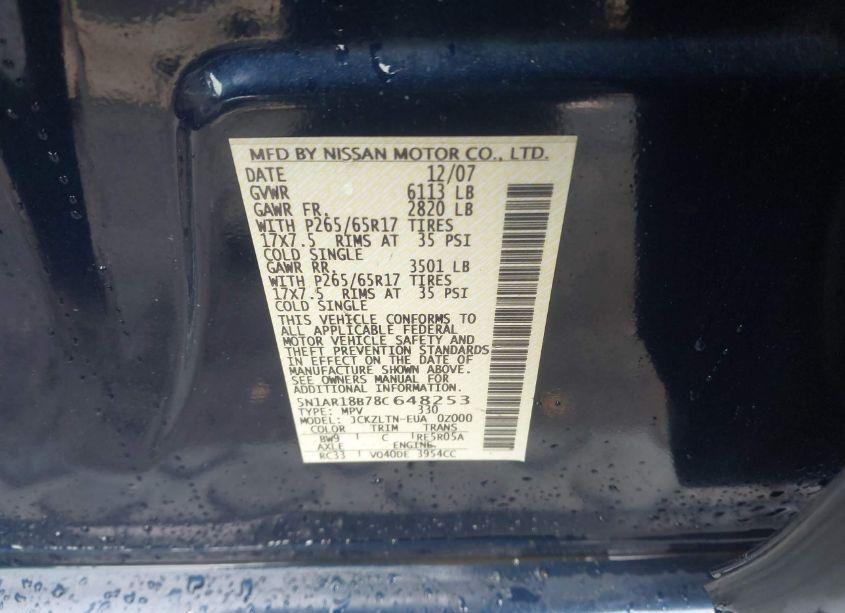 MFD BY NISSAN MOTOR CO., LTD.
DATE 12/07
GVWR 6113 LB
GAWR FR. 2820 LB
WITH P265/65R17 TIRES
17X7.5 RIMS AT 35 PSI
COLD SINGLE
GAWR RR. 3501 LB
WITH P265/65R17 TIRES
17X7.5 RIMS AT 35 PSI
COLD SINGLE
THIS VEHICLE CONFORMS TO
ALL APPLICABLE FEDERAL
MOTOR VEHICLE SAFETY AND
THEFT PREVENTION STANDARDS
IN EFFECT ON THE DATE OF
MANUFACTURE SHOWN ABOVE.
SEE OWNERS MANUAL FOR
ADDITIONAL INFORMATION.
5N1AR18B78C648253
TYPE: MPV 330
MODEL: JCKZLTN-EUA 0Z000
COLOR TRIM TRANS
BW9 C RE5R05A
AXLE ENGINE
RC33 VQ40DE 3954CC